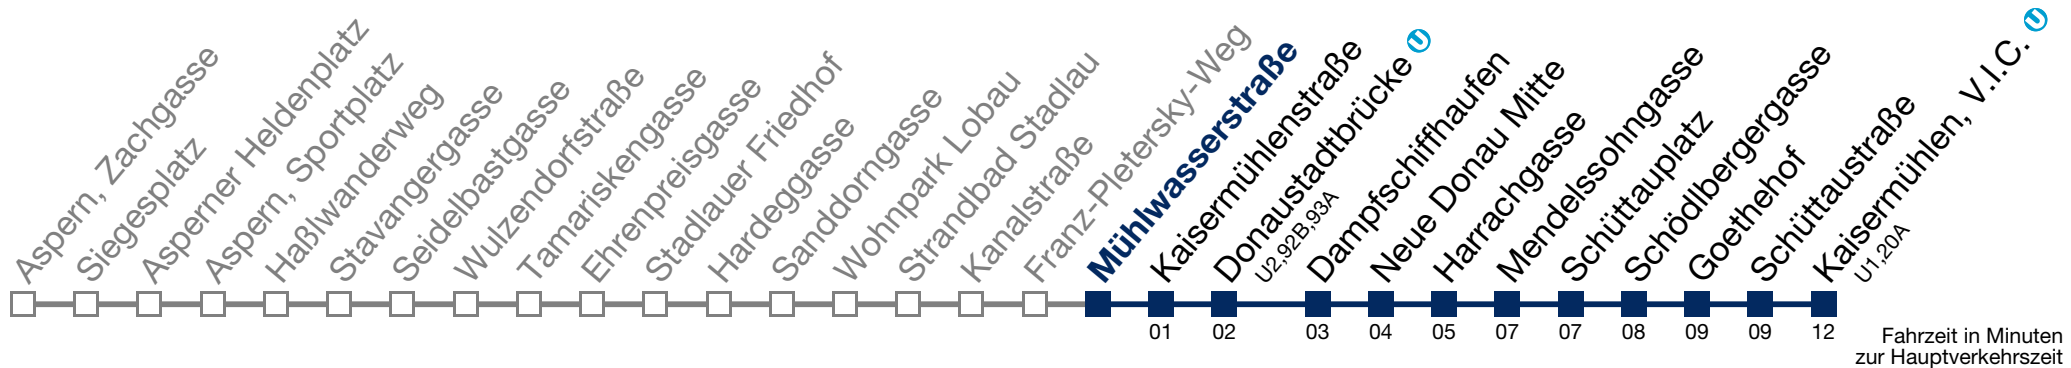 Aspern, Zachgasse
Siegesplatz
Asperner Heldenplatz
Aspern, Sportplatz
Haßlwanderweg
Stavangergasse
Seidelbastgasse
Wulzendorfstraße
Tamariskengasse
Ehrenpreisgasse
Stadlauer Friedhof
Hardeggasse
Sanddorngasse
Wohnpark Lobau
Strandbad Stadlau
Kanalstraße
Franz-Pletersky-Weg
Mühlwasserstraße
Kaisermühlenstraße
Donaustadtbrücke U
U2,92B,93A
Dampfschiffhaufen
Neue Donau Mitte
Harrachgasse
Mendelssohngasse
Schüttauplatz
Schödlbergergasse
Goethehof
Schüttaustraße
Kaisermühlen, V.I.C. U
U1,20A
01 02 03 04 05 07 07 08 09 09 12
Fahrzeit in Minuten
zur Hauptverkehrszeit